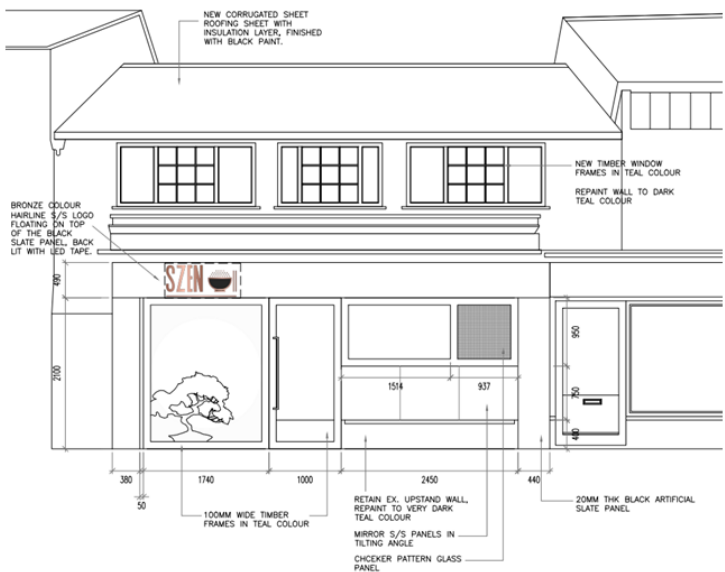 NEW CORRUGATED SHEET
ROOFING SHEET WITH
INSULATION LAYER, FINISHED
WITH BLACK PAINT.
NEW TIMBER WINDOW
FRAMES IN TEAL COLOUR
REPAINT WALL TO DARK
TEAL COLOUR
BRONZE COLOUR
HAIRLINE S/S LOGO
FLOATING ON TOP
OF THE BLACK
SLATE PANEL, BACK
LIT WITH LED TAPE.
SZEN
490
2100
950
750
400
1514
937
380
1740
1000
2450
440
50
100MM WIDE TIMBER
FRAMES IN TEAL COLOUR
RETAIN EX. UPSTAND WALL,
REPAINT TO VERY DARK
TEAL COLOUR
MIRROR S/S PANELS IN
TILTING ANGLE
CHCEKER PATTERN GLASS
PANEL
20MM THK BLACK ARTIFICIAL
SLATE PANEL